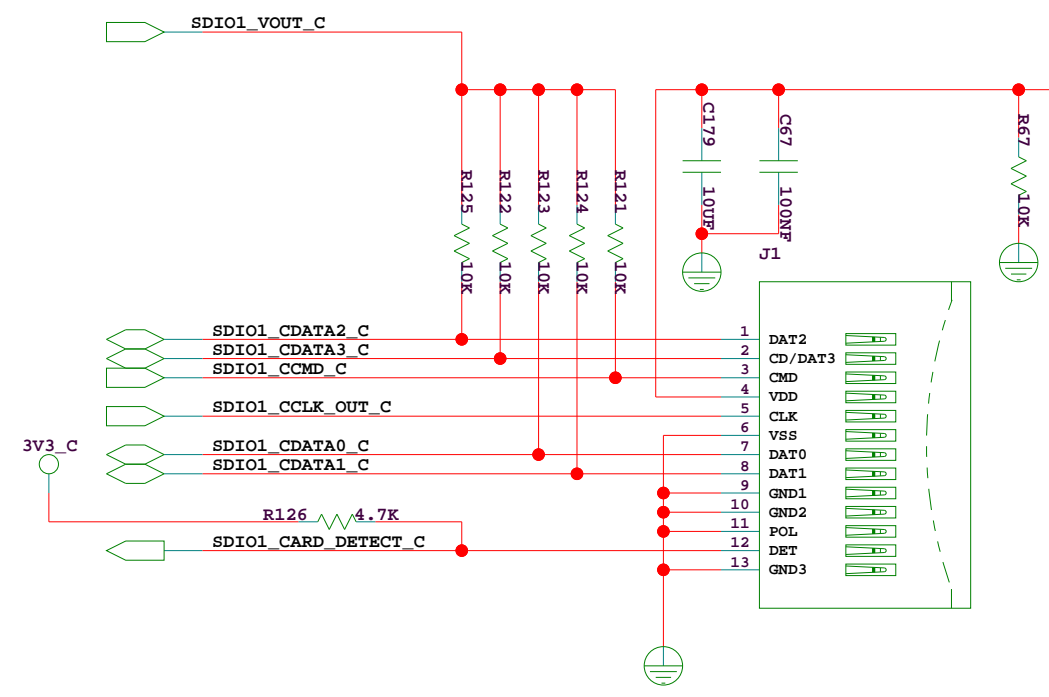 SDIO1_VOUT_C
C179
C67
R67
R125
R122
R123
R124
R121
10UF
100NF
10K
J1
10K
10K
10K
10K
10K
SDIO1_CDATA2_C
1
DAT2
SDIO1_CDATA3_C
2
CD/DAT3
SDIO1_CCMD_C
3
CMD
4
VDD
SDIO1_CCLK_OUT_C
5
CLK
6
VSS
3V3_C
SDIO1_CDATA0_C
7
DAT0
SDIO1_CDATA1_C
8
DAT1
9
GND1
R126
4.7K
10
GND2
11
POL
SDIO1_CARD_DETECT_C
12
DET
13
GND3